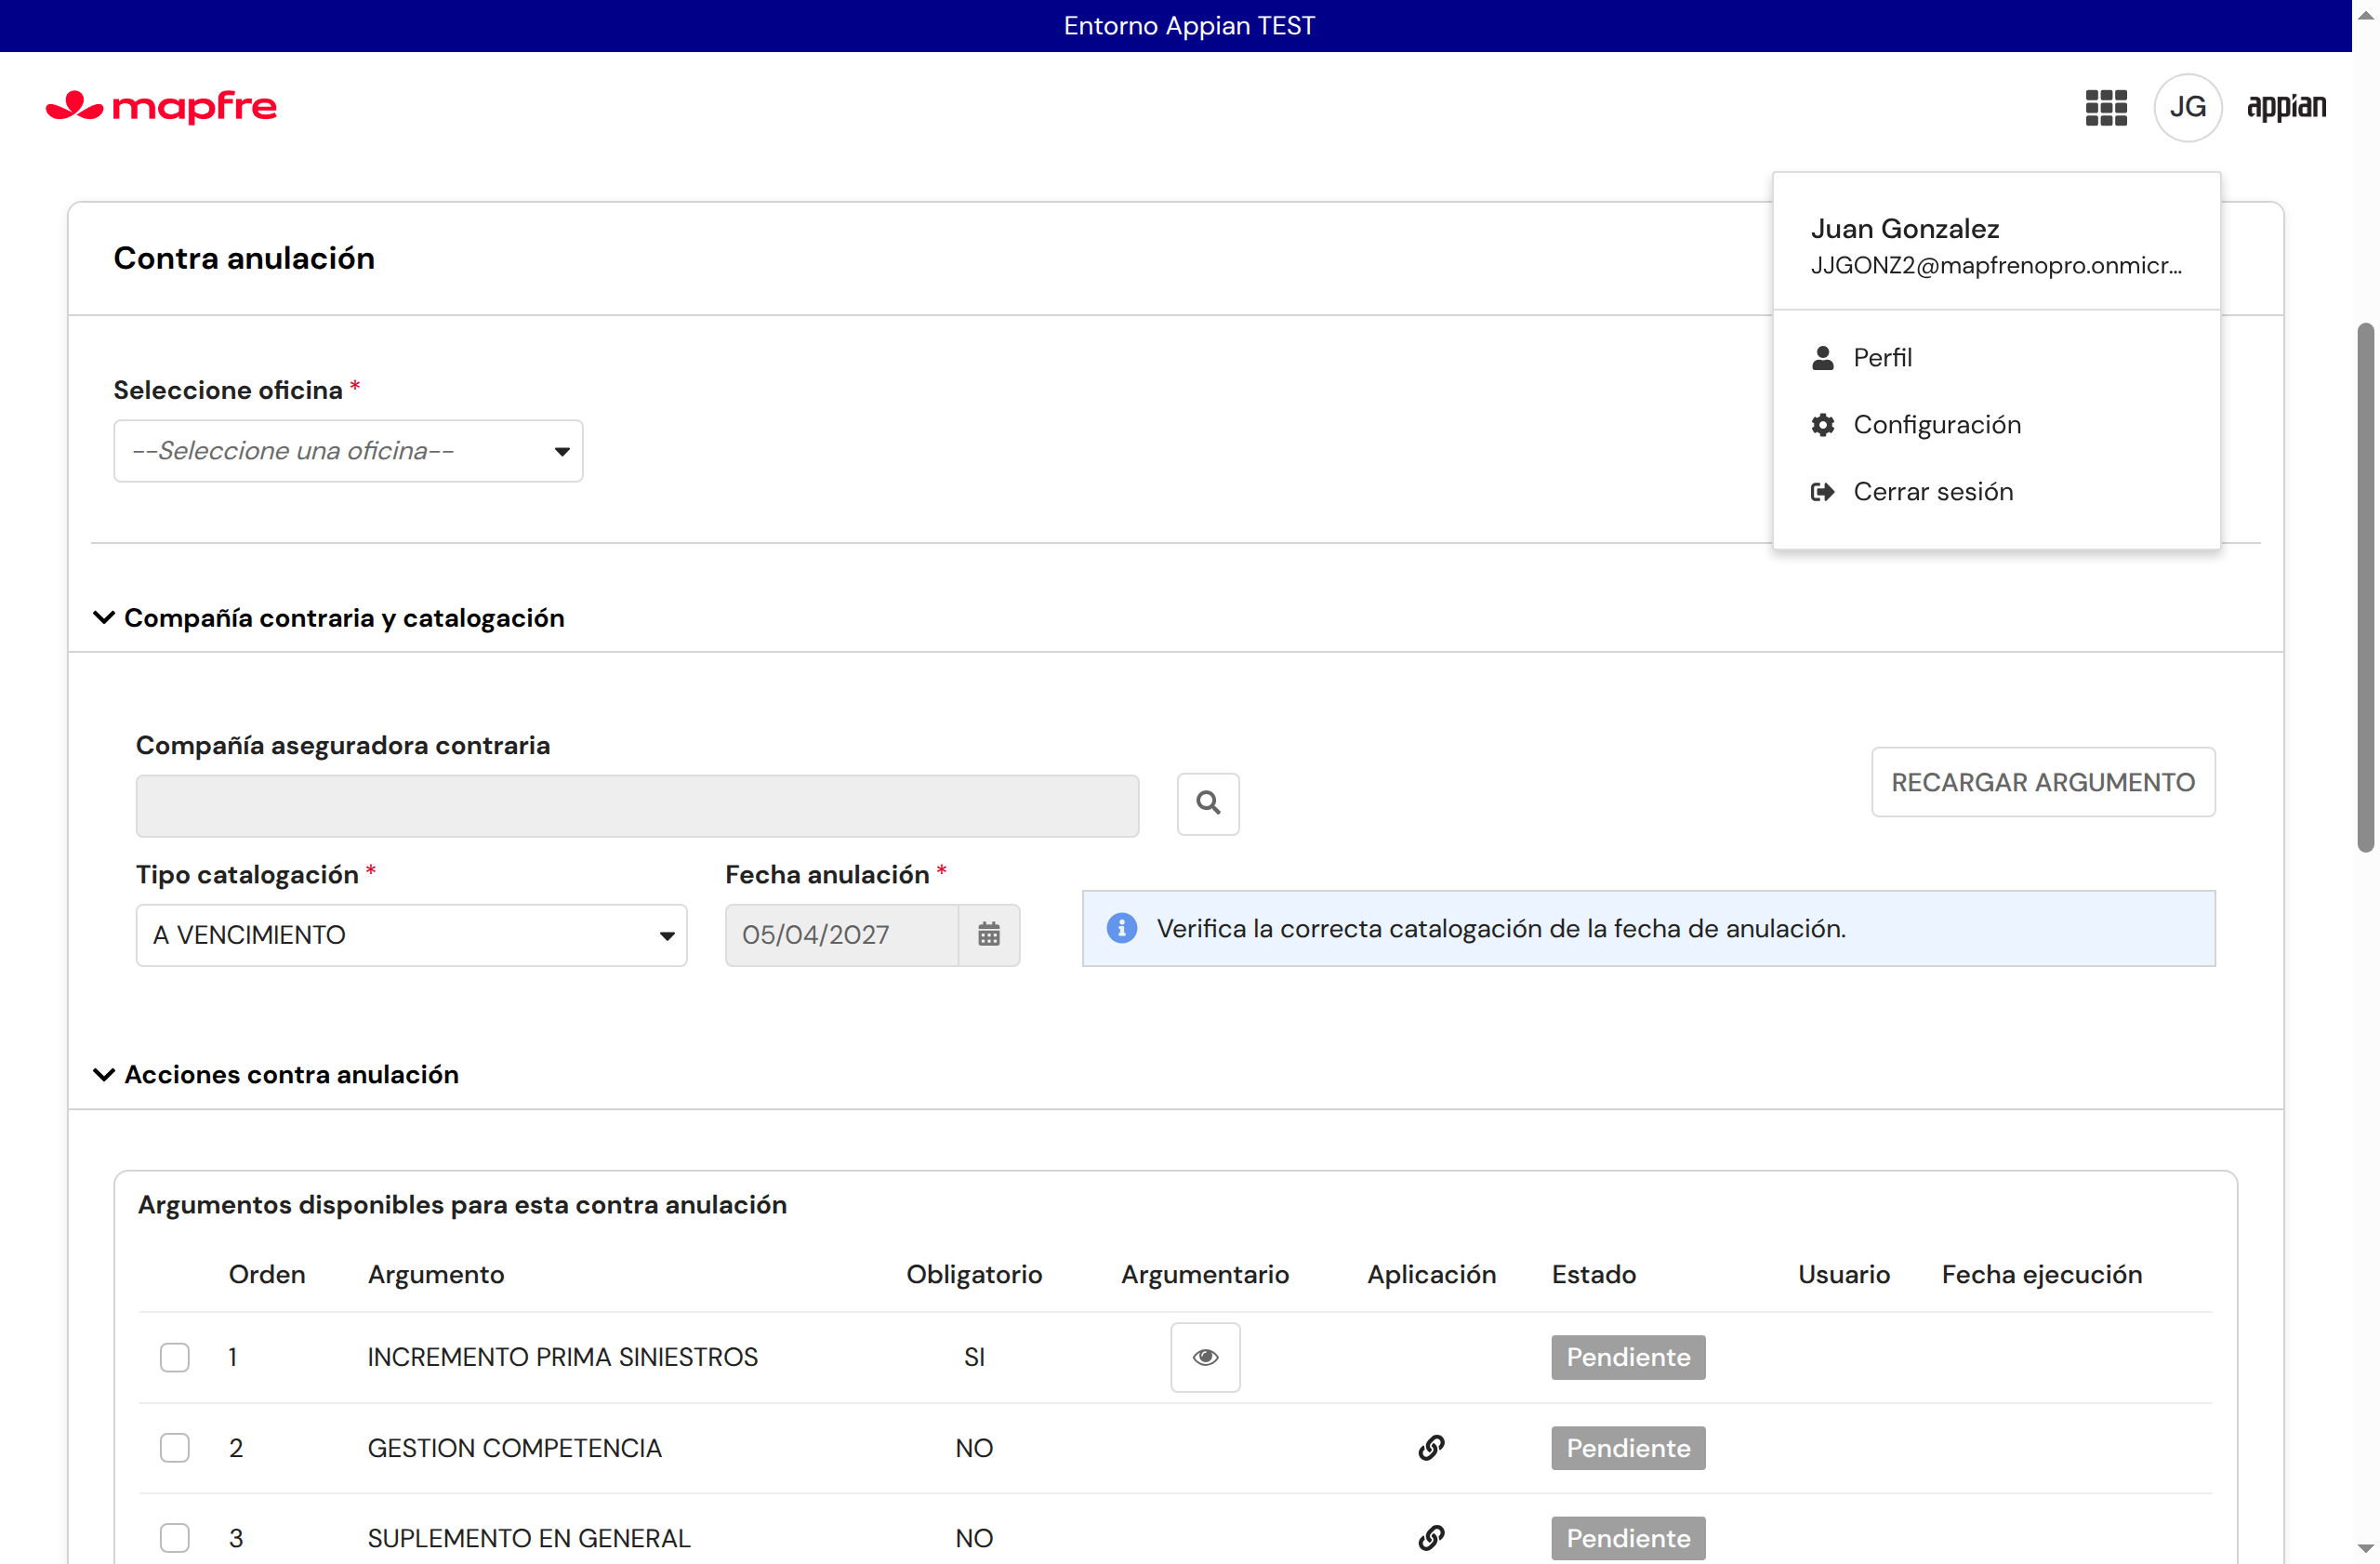 Entorno Appian TEST
mapfre
JG
appian
Juan Gonzalez
JJGONZ2@mapfrenopro.onmicr...
Perfil
Configuración
Cerrar sesión
Contra anulación
Seleccione oficina *
--Seleccione una oficina--
Compañía contraria y catalogación
Compañía aseguradora contraria
RECARGAR ARGUMENTO
Tipo catalogación * Fecha anulación *
A VENCIMIENTO 05/04/2027
Verifica la correcta catalogación de la fecha de anulación.
Acciones contra anulación
Argumentos disponibles para esta contra anulación
Orden Argumento Obligatorio Argumentario Aplicación Estado Usuario Fecha ejecución
1 INCREMENTO PRIMA SINIESTROS SI Pendiente
2 GESTION COMPETENCIA NO Pendiente
3 SUPLEMENTO EN GENERAL NO Pendiente